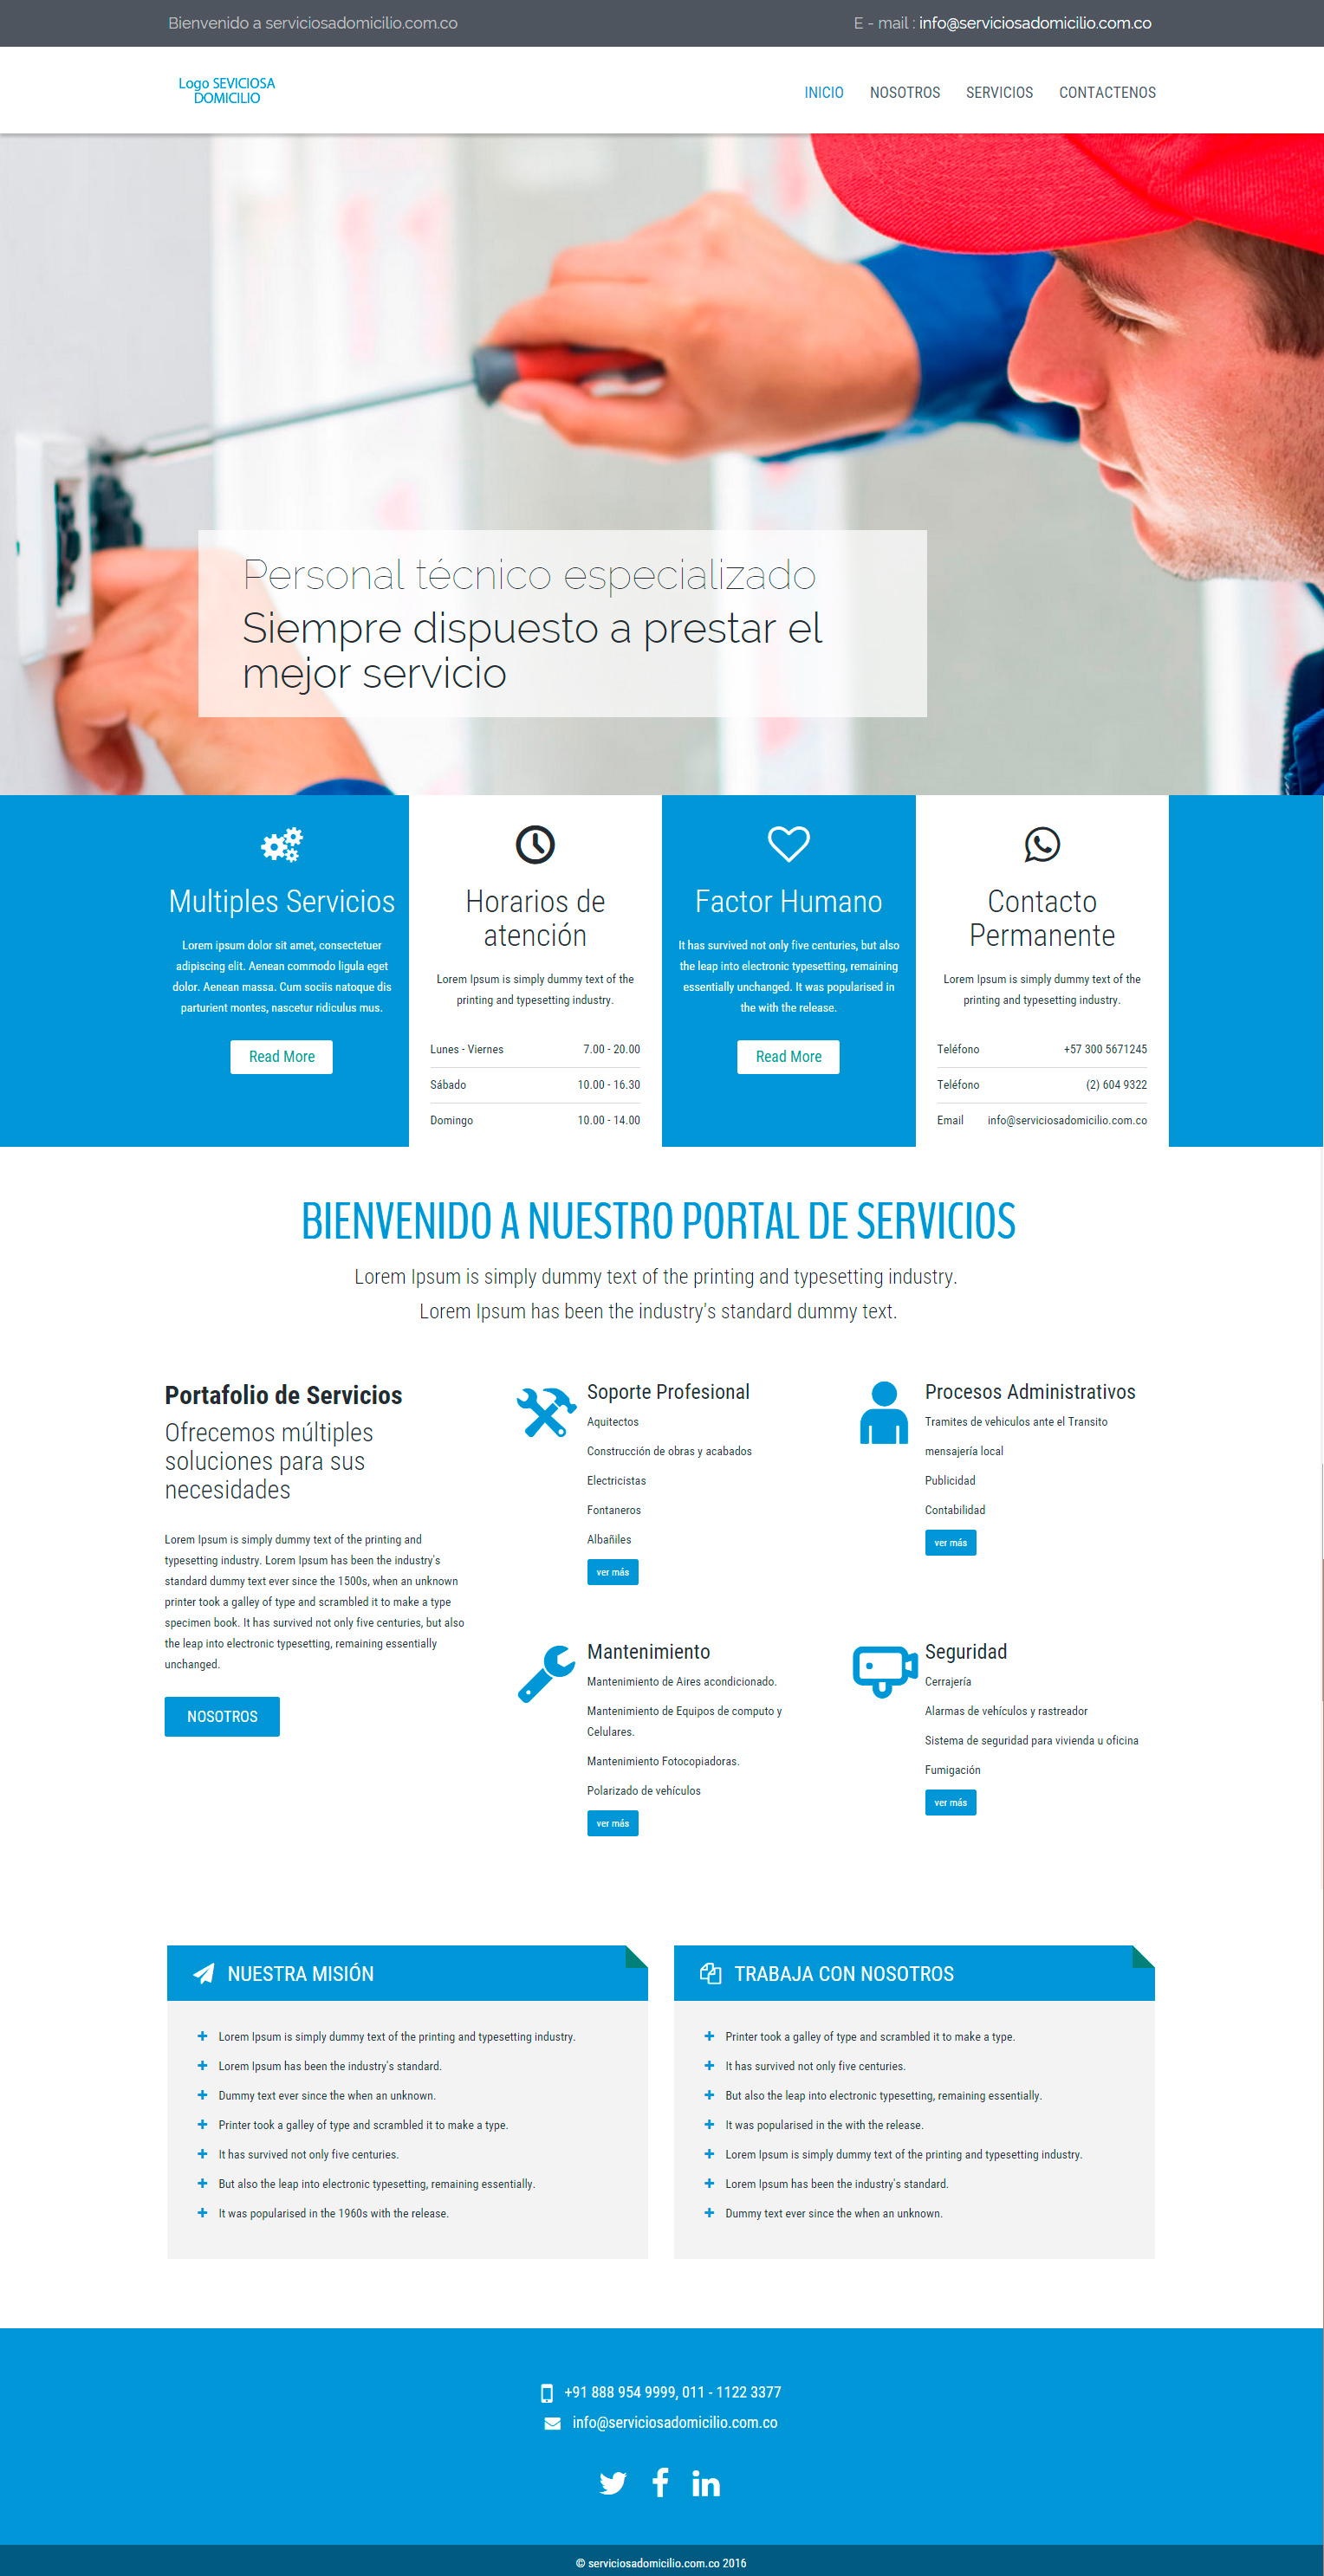 Bienvenido a serviciosadomicilio.com.co
E - mail : info@serviciosadomicilio.com.co
Logo SEVICIOSA
DOMICILIO
INICIO NOSOTROS SERVICIOS CONTACTENOS
Personal técnico especializado
Siempre dispuesto a prestar el
mejor servicio
Multiples Servicios
Lorem ipsum dolor sit amet, consectetuer
adipiscing elit. Aenean commodo ligula eget
dolor. Aenean massa. Cum sociis natoque dis
parturient montes, nascetur ridiculus mus.
Read More
Horarios de
atención
Lorem Ipsum is simply dummy text of the
printing and typesetting industry.
Lunes - Viernes 7.00 - 20.00
Sábado 10.00 - 16.30
Domingo 10.00 - 14.00
Factor Humano
It has survived not only five centuries, but also
the leap into electronic typesetting, remaining
essentially unchanged. It was popularised in
the with the release.
Read More
Contacto
Permanente
Lorem Ipsum is simply dummy text of the
printing and typesetting industry.
Teléfono +57 300 5671245
Teléfono (2) 604 9322
Email info@serviciosadomicilio.com.co
BIENVENIDO A NUESTRO PORTAL DE SERVICIOS
Lorem Ipsum is simply dummy text of the printing and typesetting industry.
Lorem Ipsum has been the industry's standard dummy text.
Portafolio de Servicios
Ofrecemos múltiples
soluciones para sus
necesidades
Lorem Ipsum is simply dummy text of the printing and
typesetting industry. Lorem Ipsum has been the industry's
standard dummy text ever since the 1500s, when an unknown
printer took a galley of type and scrambled it to make a type
specimen book. It has survived not only five centuries, but also
the leap into electronic typesetting, remaining essentially
unchanged.
NOSOTROS
Soporte Profesional
Aquitectos
Construcción de obras y acabados
Electricistas
Fontaneros
Albañiles
ver más
Procesos Administrativos
Tramites de vehiculos ante el Transito
mensajería local
Publicidad
Contabilidad
ver más
Mantenimiento
Mantenimiento de Aires acondicionado.
Mantenimiento de Equipos de computo y
Celulares.
Mantenimiento Fotocopiadoras.
Polarizado de vehículos
ver más
Seguridad
Cerrajería
Alarmas de vehículos y rastreador
Sistema de seguridad para vivienda u oficina
Fumigación
ver más
NUESTRA MISIÓN
Lorem Ipsum is simply dummy text of the printing and typesetting industry.
Lorem Ipsum has been the industry's standard.
Dummy text ever since the when an unknown.
Printer took a galley of type and scrambled it to make a type.
It has survived not only five centuries.
But also the leap into electronic typesetting, remaining essentially.
It was popularised in the 1960s with the release.
TRABAJA CON NOSOTROS
Printer took a galley of type and scrambled it to make a type.
It has survived not only five centuries.
But also the leap into electronic typesetting, remaining essentially.
It was popularised in the with the release.
Lorem Ipsum is simply dummy text of the printing and typesetting industry.
Lorem Ipsum has been the industry's standard.
Dummy text ever since the when an unknown.
+91 888 954 9999, 011 - 1122 3377
info@serviciosadomicilio.com.co
© serviciosadomicilio.com.co 2016